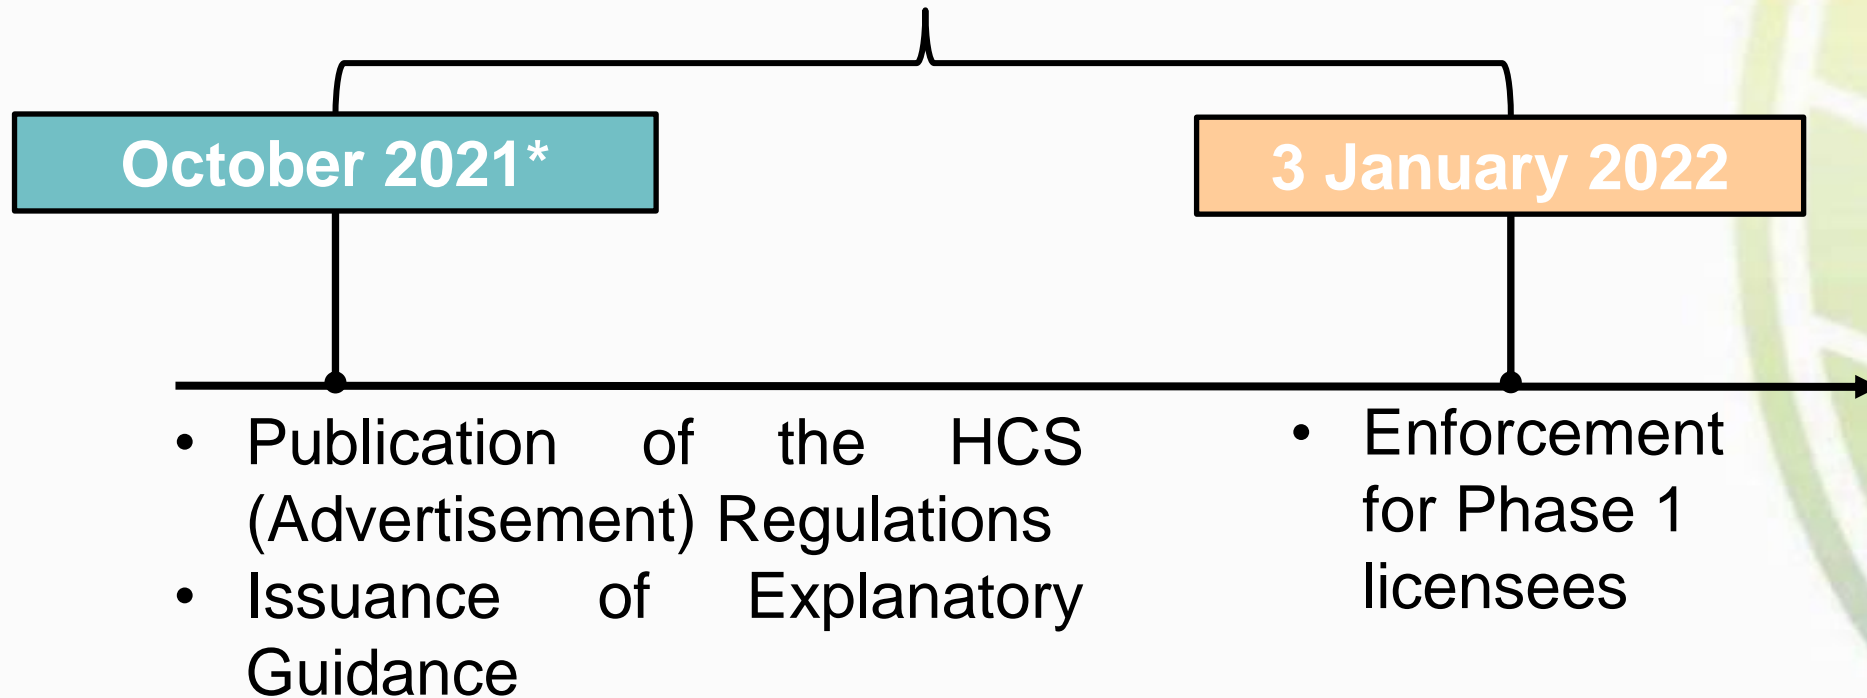 October 2021*
3 January 2022
• Publication of the HCS
(Advertisement) Regulations
• Issuance of Explanatory
Guidance
• Enforcement
for Phase 1
licensees